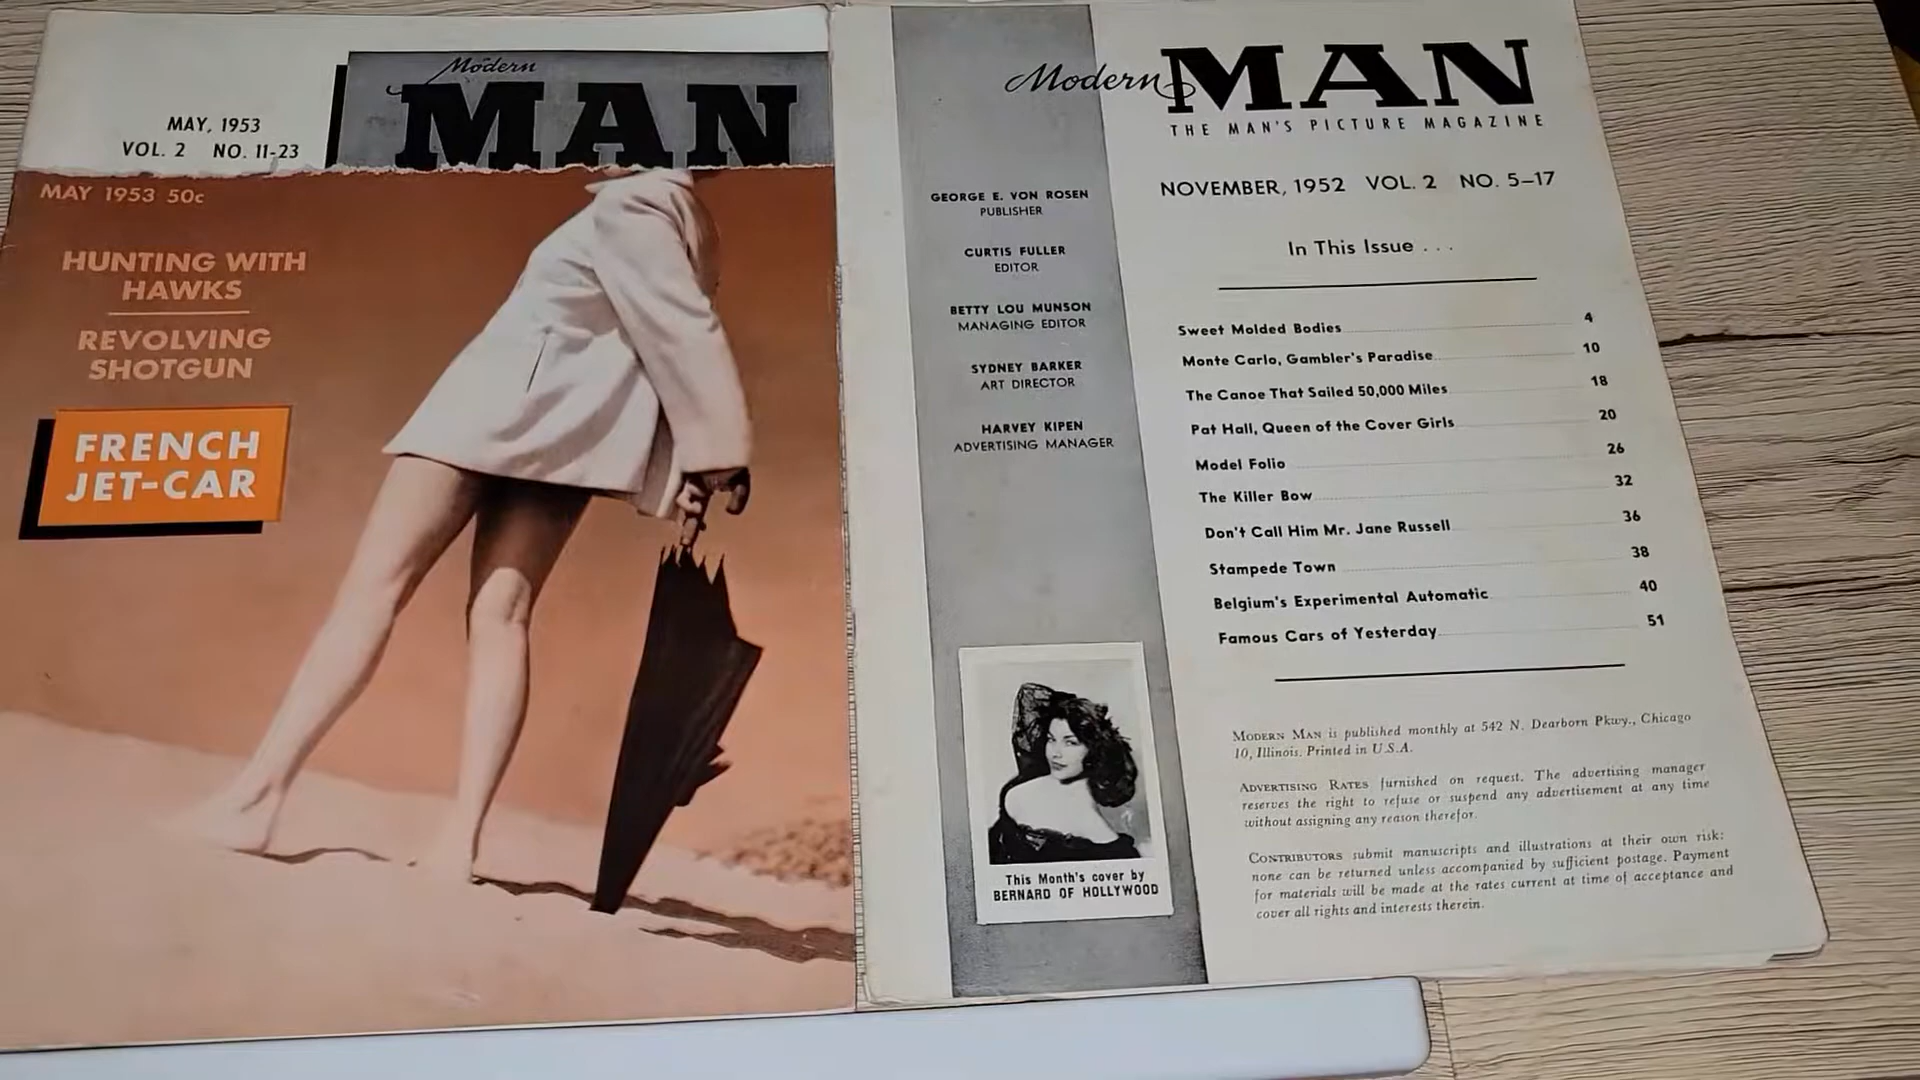 Modern
MAN
MAY, 1953
VOL. 2 NO. 11-23
MAY 1953 50c
HUNTING WITH
HAWKS
REVOLVING
SHOTGUN
FRENCH
JET-CAR
Modern MAN
THE MAN'S PICTURE MAGAZINE
NOVEMBER, 1952 VOL. 2 NO. 5-17
GEORGE E. VON ROSEN
PUBLISHER
CURTIS FULLER
EDITOR
BETTY LOU MUNSON
MANAGING EDITOR
SYDNEY BARKER
ART DIRECTOR
HARVEY KIPEN
ADVERTISING MANAGER
This Month's cover by
BERNARD OF HOLLYWOOD
In This Issue . . .
Sweet Molded Bodies 4
Monte Carlo, Gambler's Paradise 10
The Canoe That Sailed 50,000 Miles 18
Pat Hall, Queen of the Cover Girls 20
Model Folio 26
The Killer Bow 32
Don't Call Him Mr. Jane Russell 36
Stampede Town 38
Belgium's Experimental Automatic 40
Famous Cars of Yesterday 51
MODERN MAN is published monthly at 542 N. Dearborn Pkwy., Chicago
10, Illinois. Printed in U.S.A.
ADVERTISING RATES furnished on request. The advertising manager
reserves the right to refuse or suspend any advertisement at any time
without assigning any reason therefor.
CONTRIBUTORS submit manuscripts and illustrations at their own risk:
none can be returned unless accompanied by sufficient postage. Payment
for materials will be made at the rates current at time of acceptance and
cover all rights and interests therein.